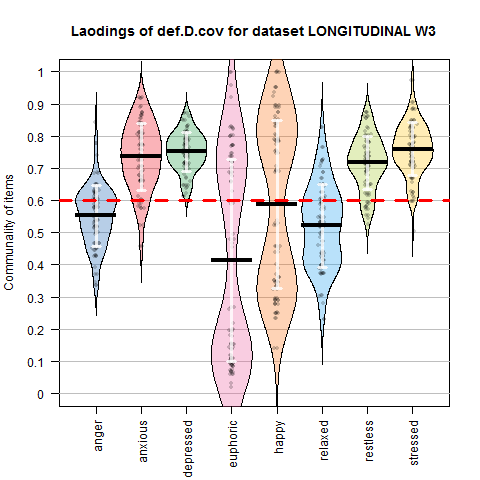 Laodings of def.D.cov for dataset LONGITUDINAL W3
Communality of items
1
0.9
0.8
0.7
0.6
0.5
0.4
0.3
0.2
0.1
0
anger
anxious
depressed
euphoric
happy
relaxed
restless
stressed